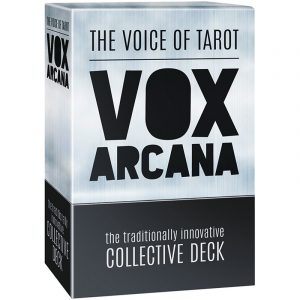 THE VOICE OF TAROT
VOX
ARCANA
the traditionally innovative
COLLECTIVE DECK